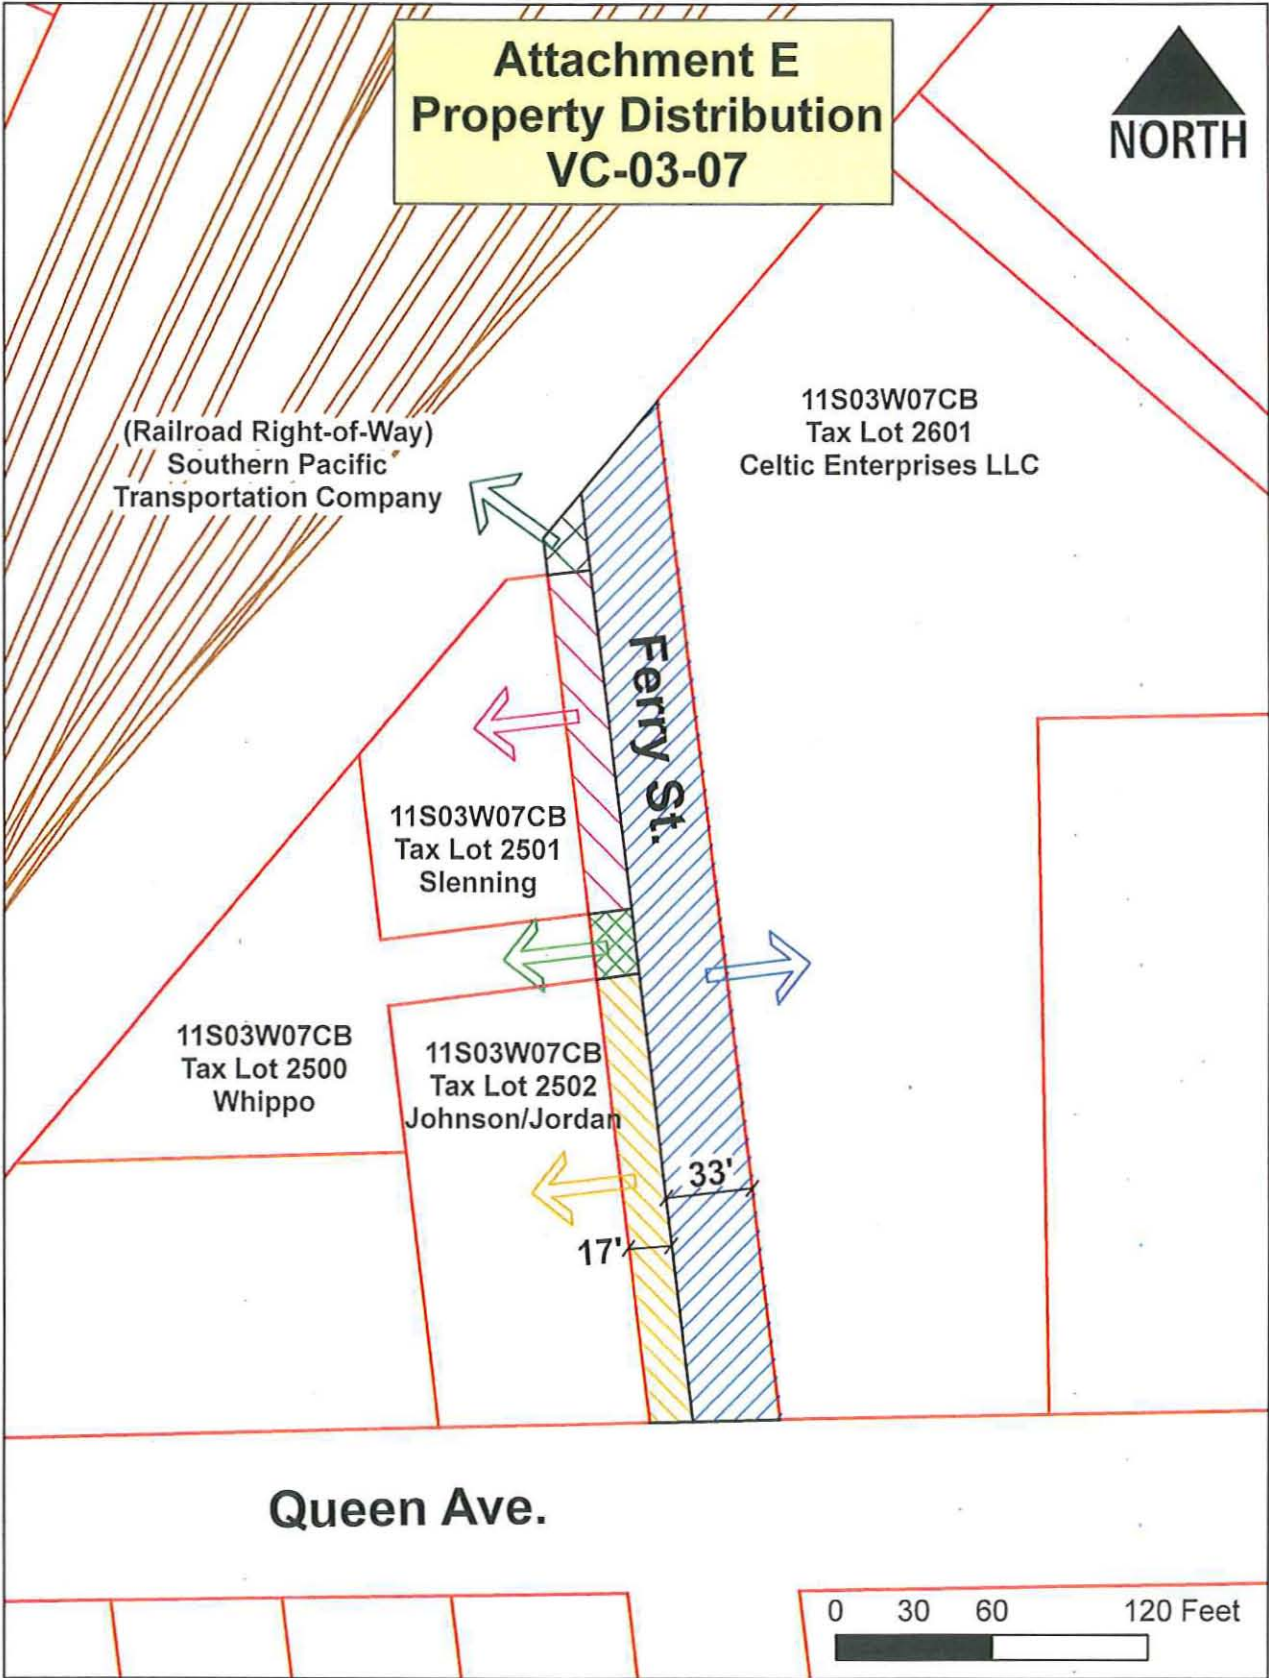 Attachment E
Property Distribution
VC-03-07
NORTH
11S03W07CB
Tax Lot 2601
Celtic Enterprises LLC
(Railroad Right-of-Way)
Southern Pacific
Transportation Company
Ferry St.
11S03W07CB
Tax Lot 2501
Slenning
11S03W07CB
Tax Lot 2500
Whippo
11S03W07CB
Tax Lot 2502
Johnson/Jordan
33'
17'
Queen Ave.
0 30 60 120 Feet